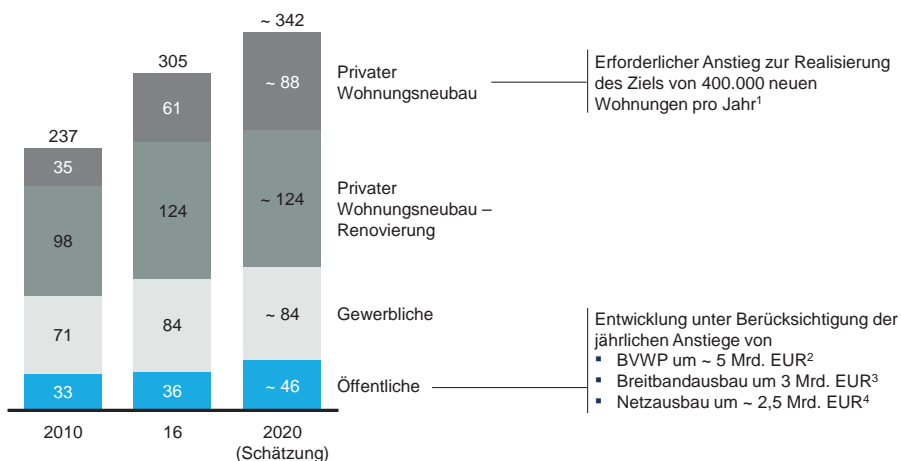 ~ 342
305
237
~ 88
61
35
~ 124
124
98
~ 84
84
71
~ 46
36
33
2010
16
2020
(Schätzung)
Privater
Wohnungsneubau
Privater
Wohnungsneubau –
Renovierung
Gewerbliche
Öffentliche
Erforderlicher Anstieg zur Realisierung
des Ziels von 400.000 neuen
Wohnungen pro Jahr¹
Entwicklung unter Berücksichtigung der
jährlichen Anstiege von
▪ BVWP um ~ 5 Mrd. EUR²
▪ Breitbandausbau um 3 Mrd. EUR³
▪ Netzausbau um ~ 2,5 Mrd. EUR⁴